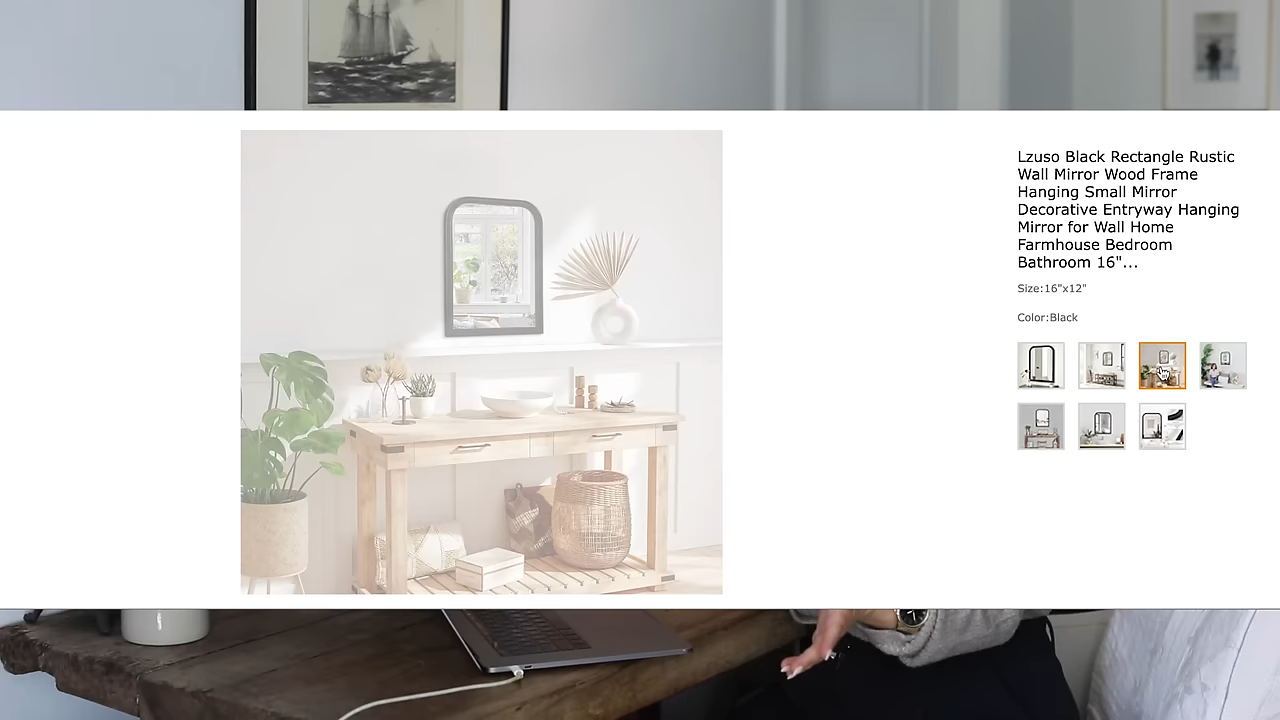 Lzuso Black Rectangle Rustic
Wall Mirror Wood Frame
Hanging Small Mirror
Decorative Entryway Hanging
Mirror for Wall Home
Farmhouse Bedroom
Bathroom 16"...
Size:16"x12"
Color:Black